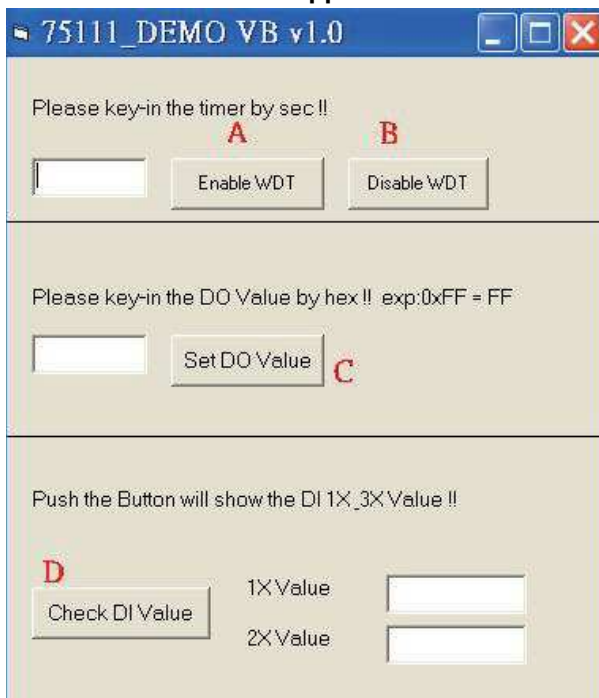 75111_DEMO VB v1.0
Please key-in the timer by sec !!
A
B
Enable WDT
Disable WDT
Please key-in the DO Value by hex !! exp:0xFF = FF
Set DO Value
C
Push the Button will show the DI 1X_3X Value !!
D
Check DI Value
1X Value
2X Value